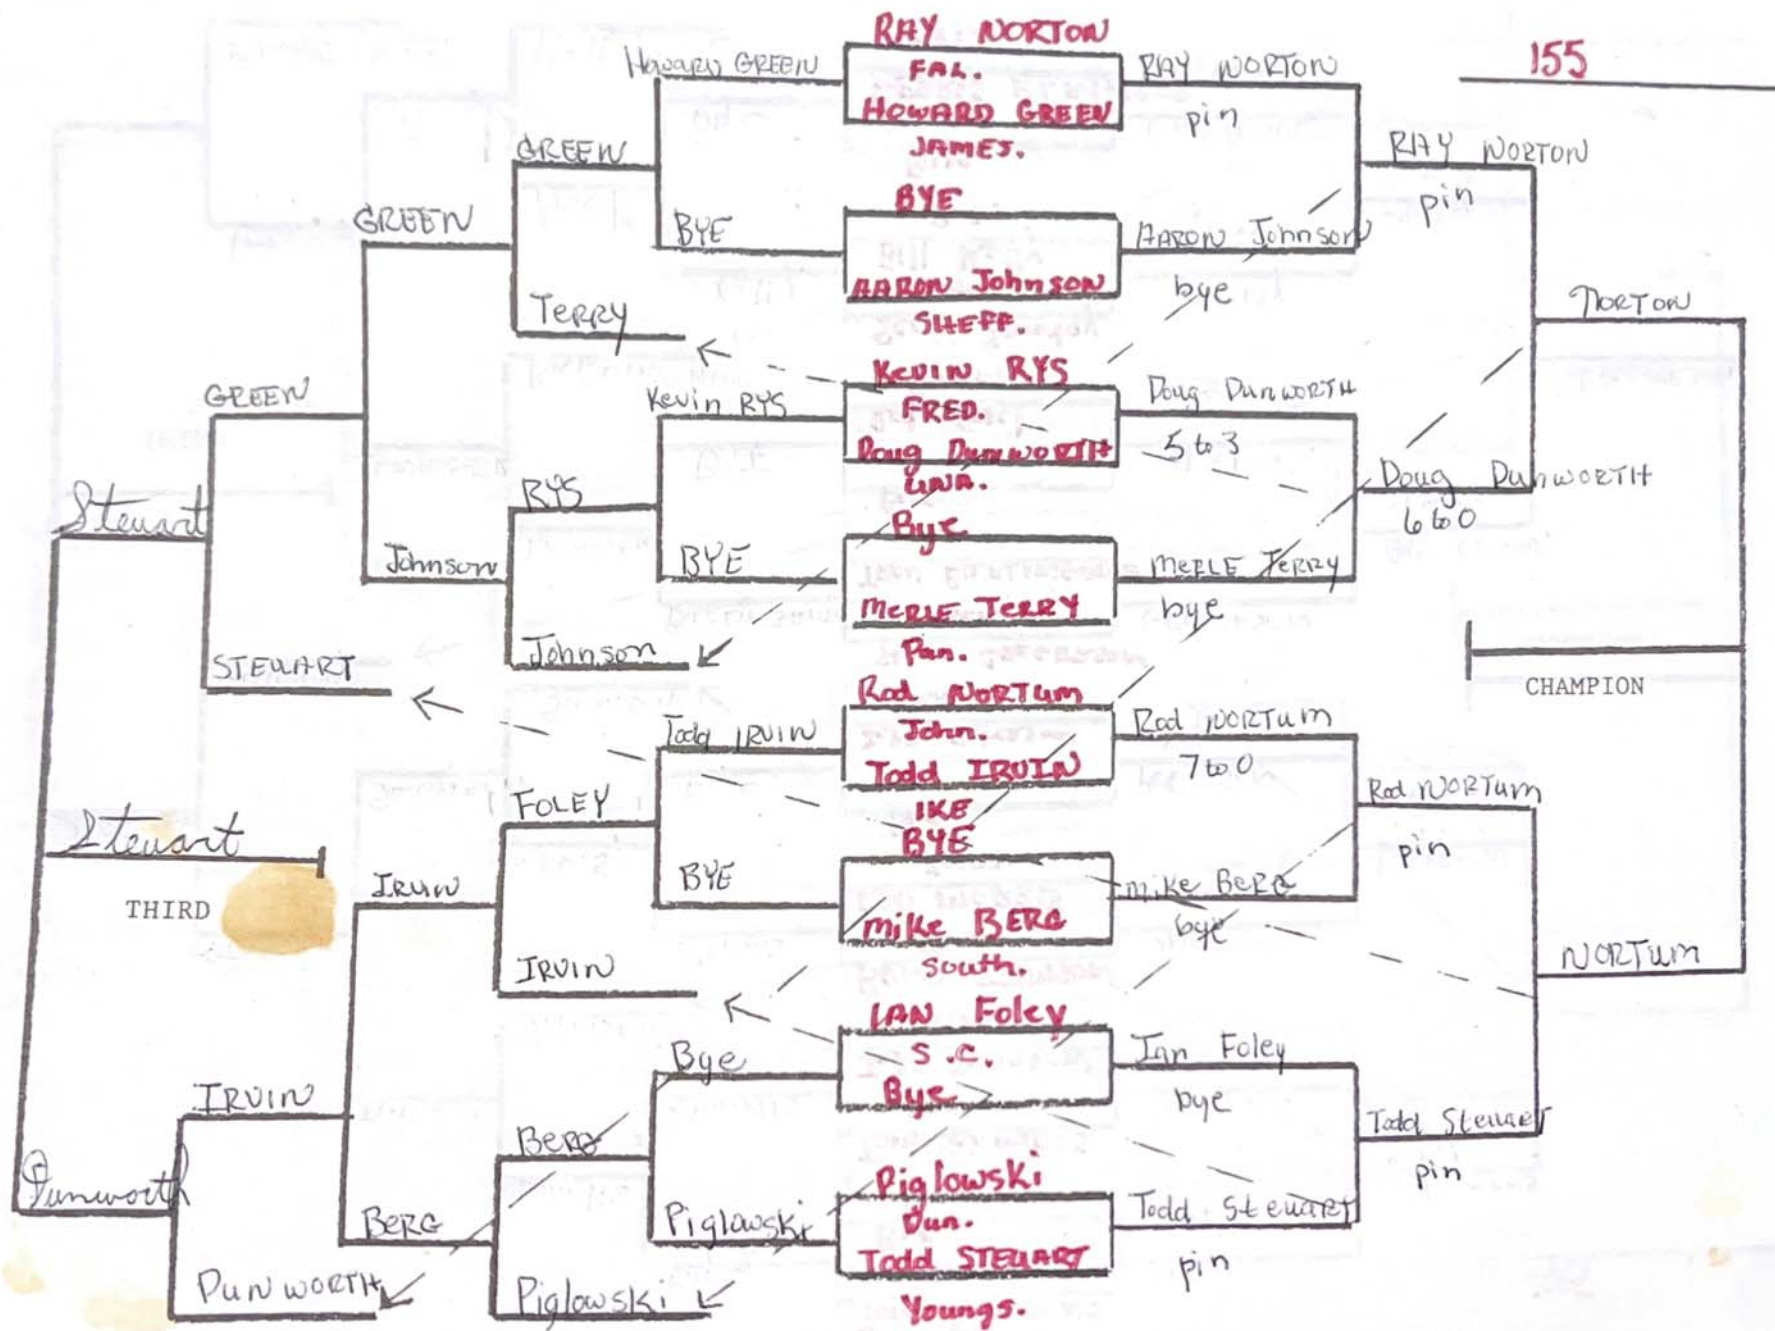 155
RAY NORTON
FAL.
HOWARD GREEN
JAMES.
BYE
AARON Johnson
SHEFF.
Kevin RYS
FRED.
Doug DunwORTH
UNA.
Bye
MERLE TERRY
Pan.
Rod NORTum
John.
Todd IRVIN
IKE
BYE
mike BERG
South.
IAN Foley
S.C.
Bye
Piglowski
Dun.
Todd STEWART
Youngs.
RAY NORTON
pin
AARON Johnson
bye
Doug DunwORTH
5 to 3
MERLE TERRY
bye
Rod NORTum
7 to 0
mike BERG
bye
Ian Foley
bye
Todd Stewart
pin
RAY NORTON
pin
Doug DunwORTH
6 to 0
Rod NORTum
pin
Todd Stewart
pin
NORTON
NORTum
CHAMPION
Howard GREEN
BYE
Kevin RYS
BYE
Todd IRVIN
BYE
Bye
Piglowski
GREEN
TERRY
RYS
Johnson
FOLEY
IRVIN
BERG
Piglowski
GREEN
Johnson
IRVIN
BERG
GREEN
STEWART
IRVIN
DUNWORTH
Stewart
Dunworth
Stewart
THIRD